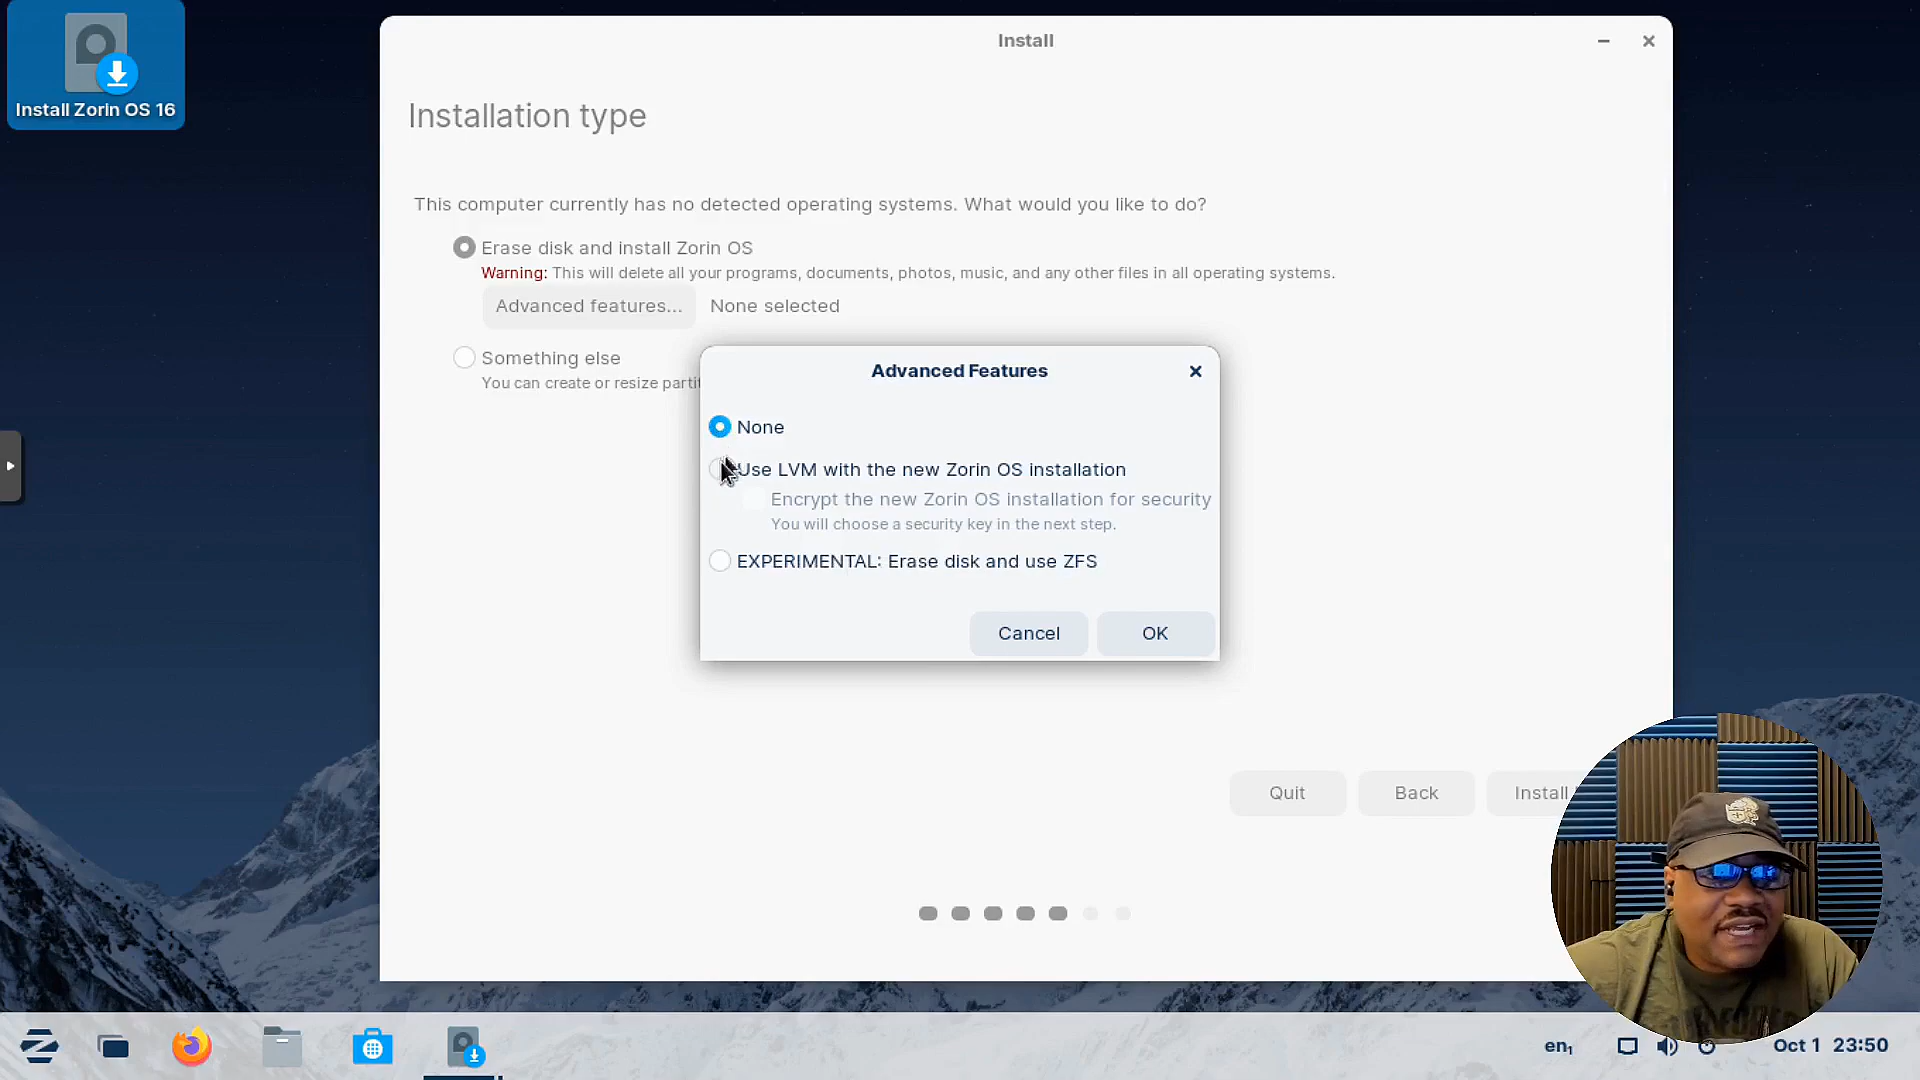 Install Zorin OS 16
Install
Installation type
This computer currently has no detected operating systems. What would you like to do?
Erase disk and install Zorin OS
Warning: This will delete all your programs, documents, photos, music, and any other files in all operating systems.
Advanced features... None selected
Something else
You can create or resize
Advanced Features
None
Use LVM with the new Zorin OS installation
Encrypt the new Zorin OS installation for security
You will choose a security key in the next step.
EXPERIMENTAL: Erase disk and use ZFS
Cancel OK
Quit Back Install
en₁ Oct 1 23:50